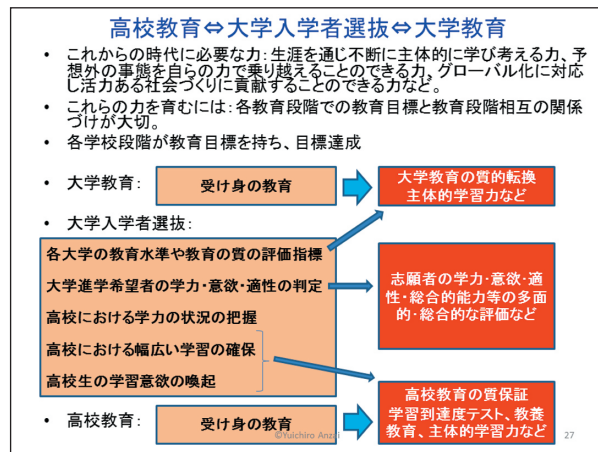 高校教育⇔大学入学者選抜⇔大学教育
• これからの時代に必要な力：生涯を通じ不断に主体的に学び考える力、予
想外の事態を自らの力で乗り越えることのできる力、グローバル化に対応
し活力ある社会づくりに貢献することのできる力など。
• これらの力を育むには：各教育段階での教育目標と教育段階相互の関係
づけが大切。
• 各学校段階が教育目標を持ち、目標達成
• 大学教育：
受け身の教育
大学教育の質的転換
主体的学習力など
• 大学入学者選抜：
各大学の教育水準や教育の質の評価指標
大学進学希望者の学力・意欲・適性の判定
高校における学力の状況の把握
高校における幅広い学習の確保
高校生の学習意欲の喚起
志願者の学力・意欲・適
性・総合的能力等の多面
的・総合的な評価など
• 高校教育：
受け身の教育
高校教育の質保証
学習到達度テスト、教養
教育、主体的学習力など
©Yuichiro Anzai
27